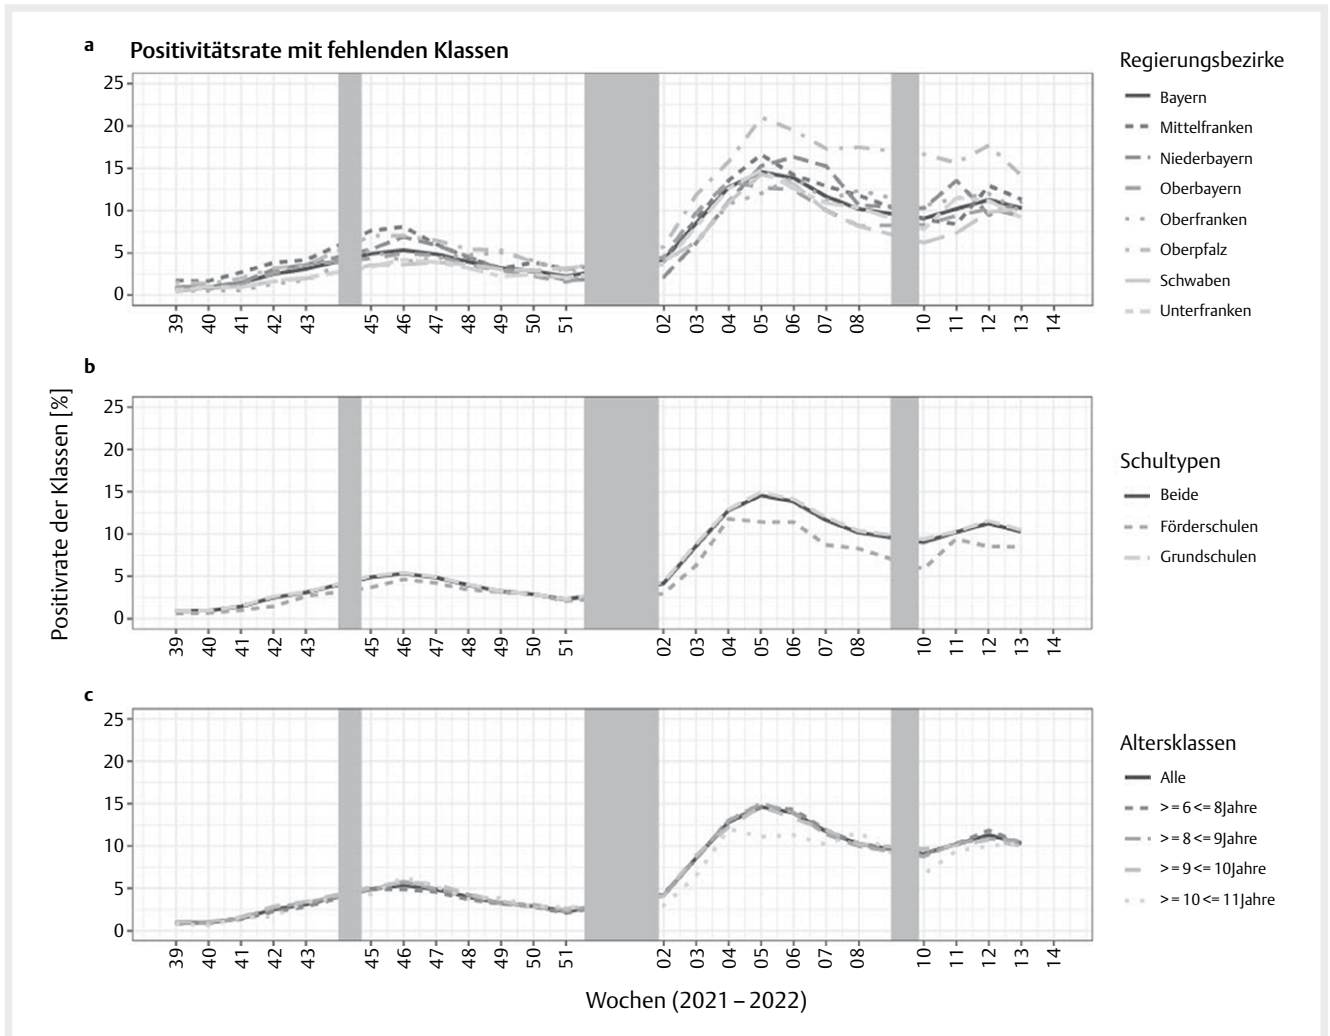 a Positivitätsrate mit fehlenden Klassen
25
20
15
10
5
0
39 40 41 42 43 45 46 47 48 49 50 51 02 03 04 05 06 07 08 10 11 12 13 14
Regierungsbezirke
Bayern
Mittelfranken
Niederbayern
Oberbayern
Oberfranken
Oberpfalz
Schwaben
Unterfranken
Positivrate der Klassen [%]
b
25
20
15
10
5
0
39 40 41 42 43 45 46 47 48 49 50 51 02 03 04 05 06 07 08 10 11 12 13 14
Schultypen
Beide
Förderschulen
Grundschulen
c
25
20
15
10
5
0
39 40 41 42 43 45 46 47 48 49 50 51 02 03 04 05 06 07 08 10 11 12 13 14
Altersklassen
Alle
>=6<=8Jahre
>=8<=9Jahre
>=9<=10Jahre
>=10<=11Jahre
Wochen (2021–2022)